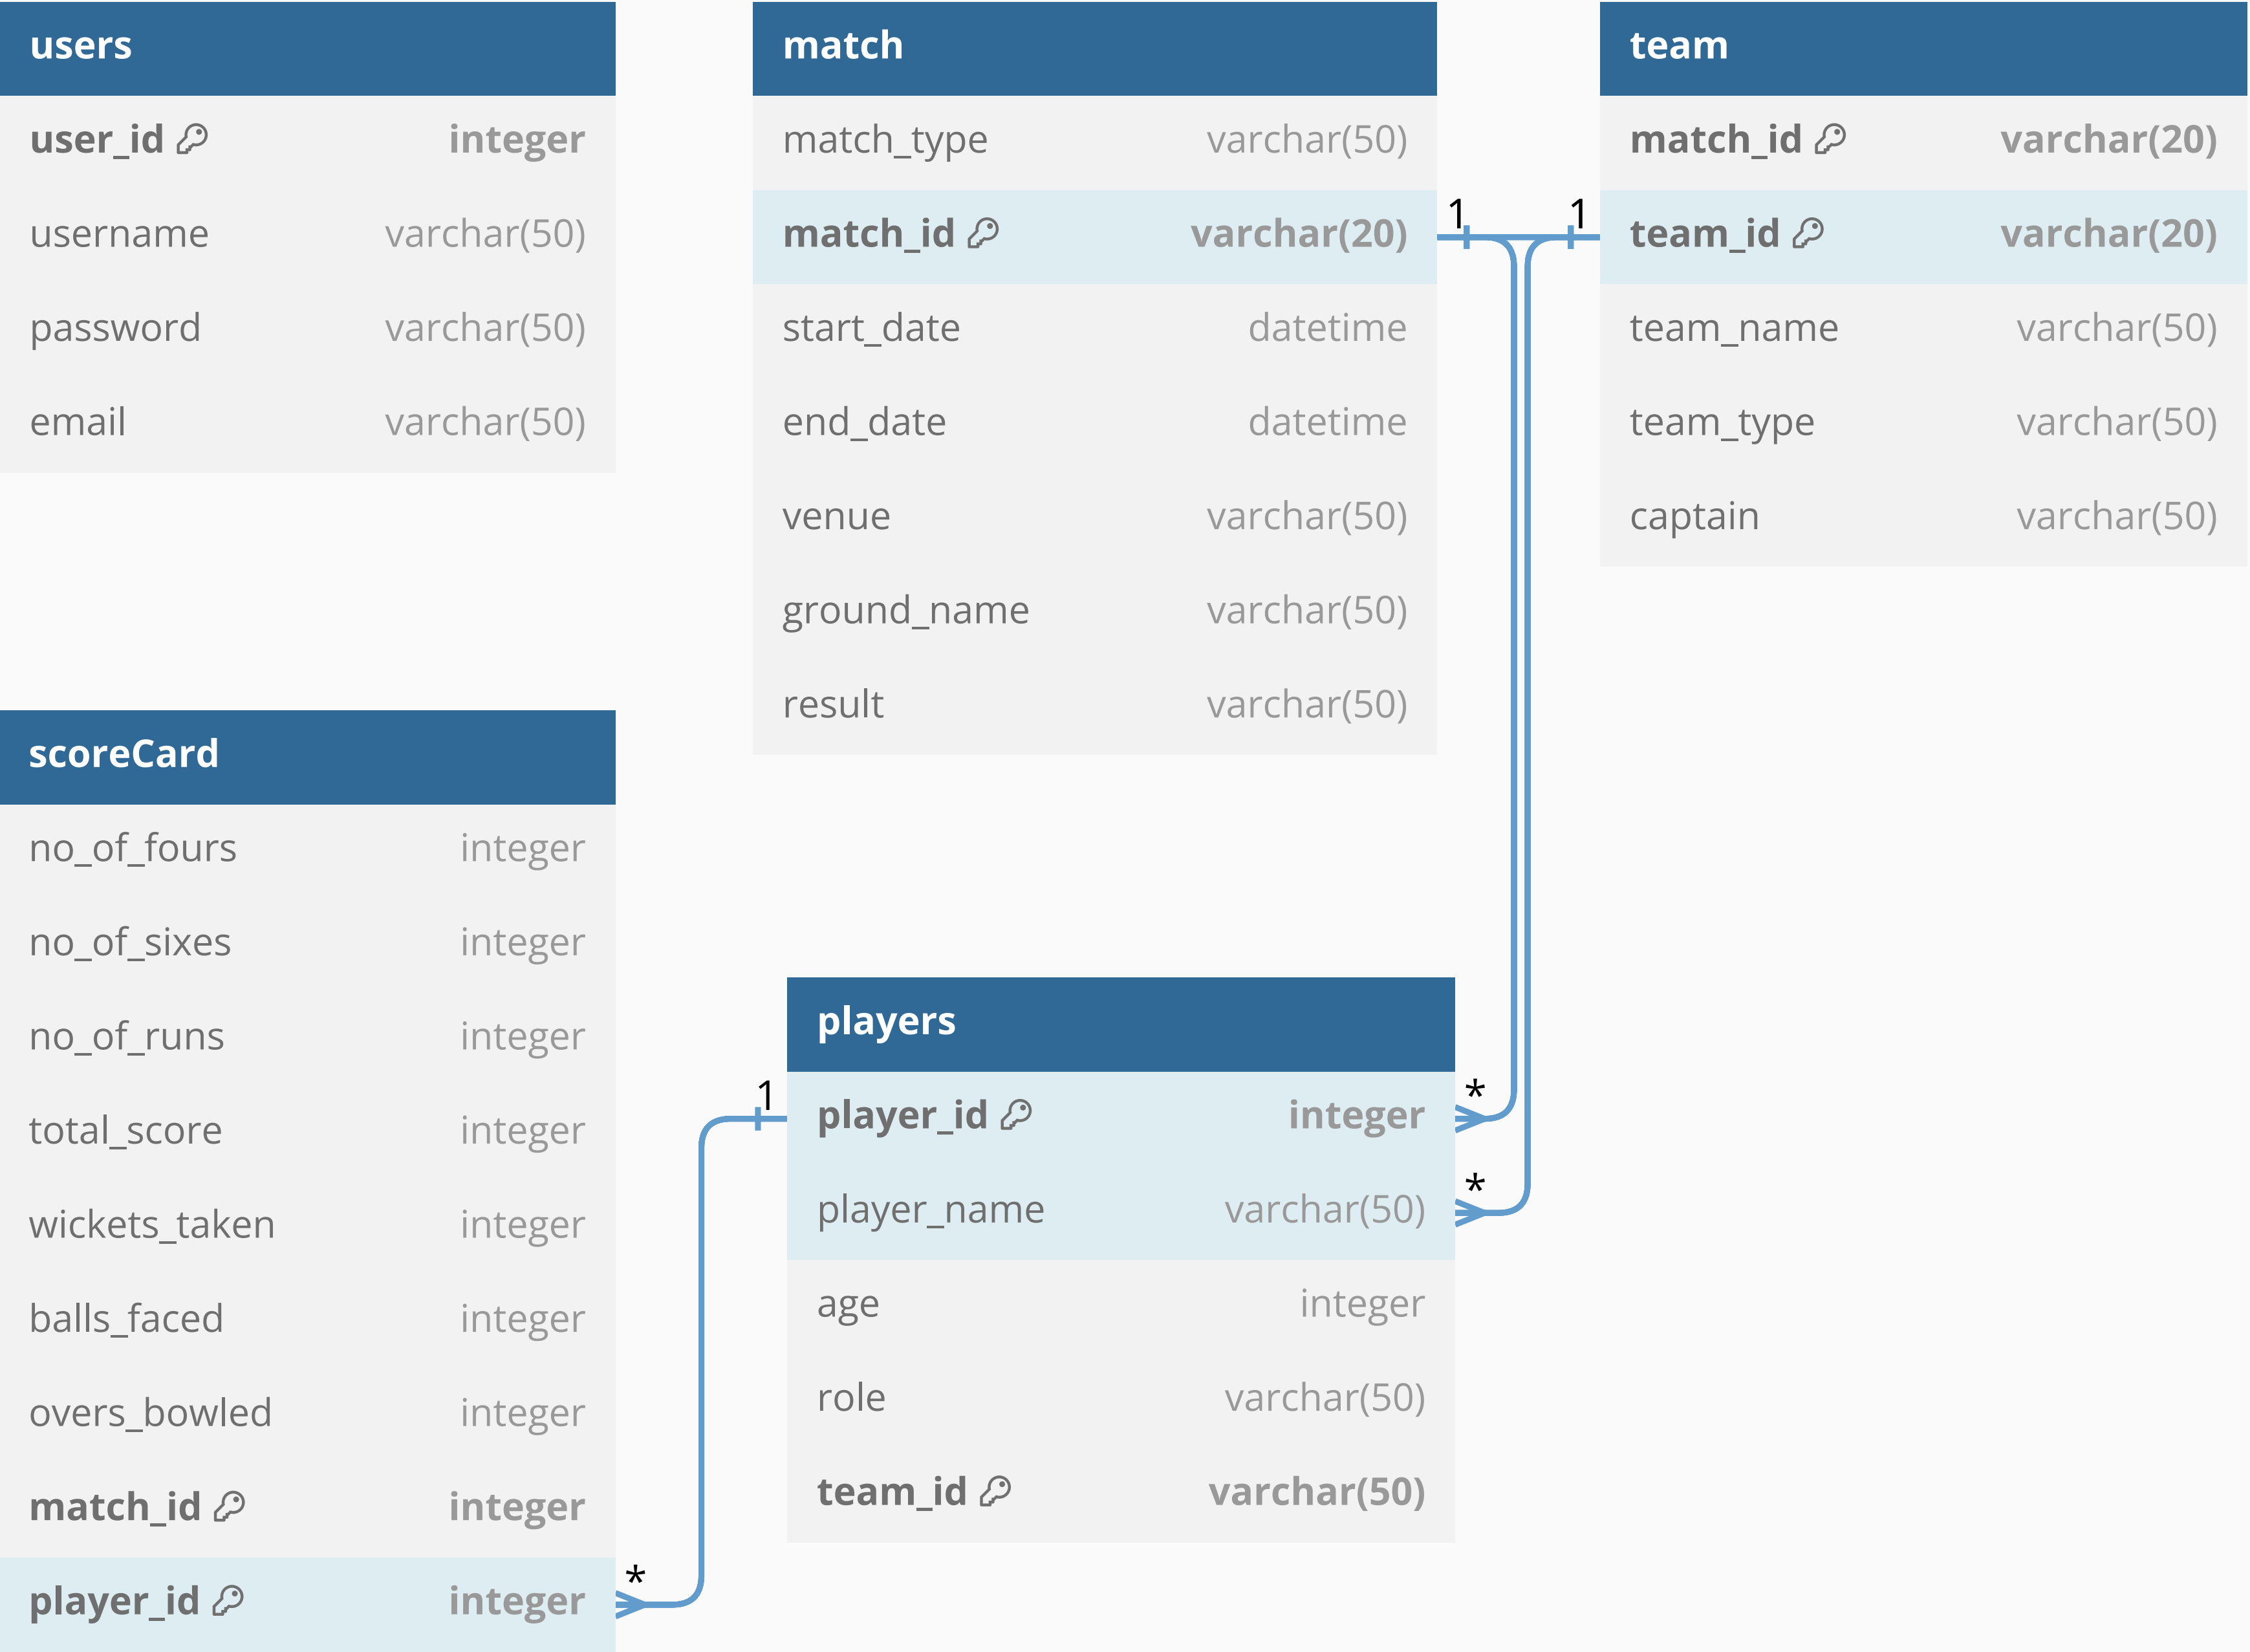 users
user_id integer
username varchar(50)
password varchar(50)
email varchar(50)
match
match_type varchar(50)
match_id varchar(20)
start_date datetime
end_date datetime
venue varchar(50)
ground_name varchar(50)
result varchar(50)
1 1
team
match_id varchar(20)
team_id varchar(20)
team_name varchar(50)
team_type varchar(50)
captain varchar(50)
scoreCard
no_of_fours integer
no_of_sixes integer
no_of_runs integer
total_score integer
wickets_taken integer
balls_faced integer
overs_bowled integer
match_id integer
player_id integer
*
1
players
player_id integer
player_name varchar(50)
age integer
role varchar(50)
team_id varchar(50)
*
*